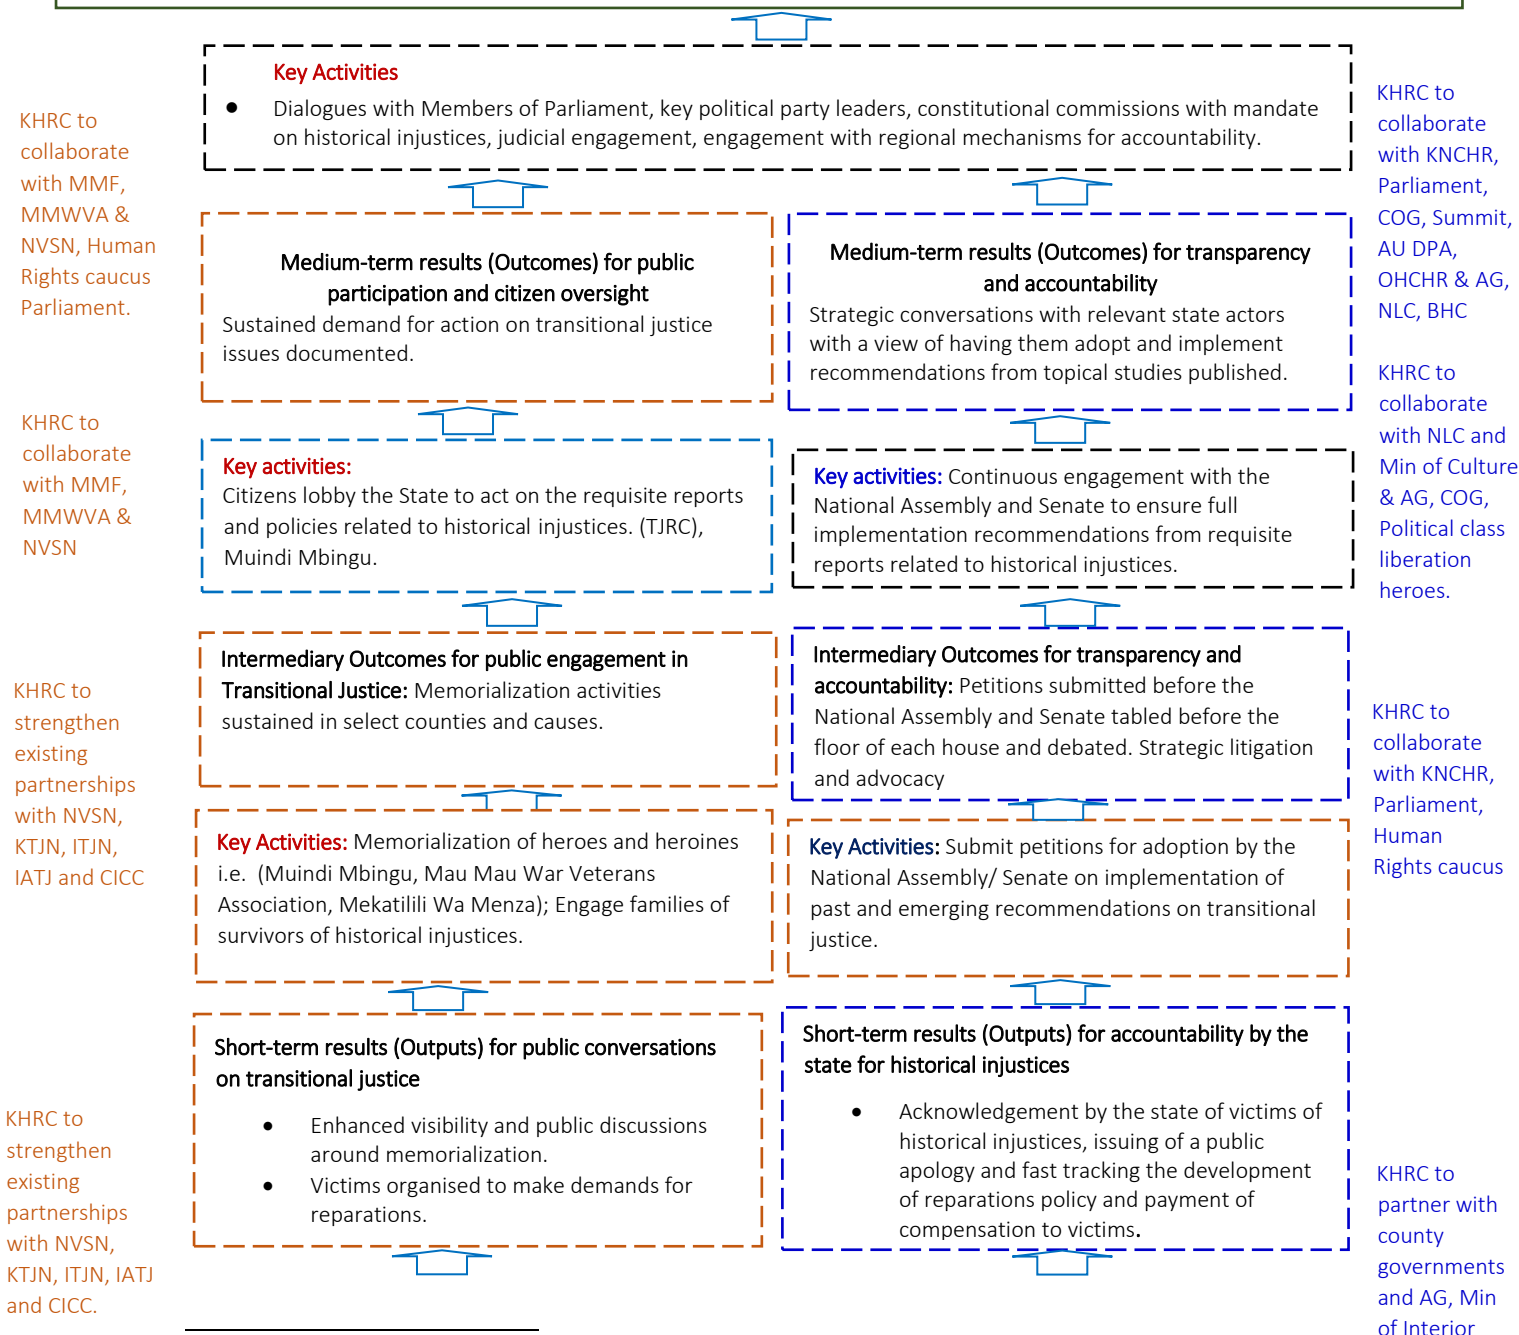 Key Activities
● Dialogues with Members of Parliament, key political party leaders, constitutional commissions with mandate
on historical injustices, judicial engagement, engagement with regional mechanisms for accountability.
KHRC to
collaborate
with MMF,
MMWVA &
NVSN, Human
Rights caucus
Parliament.
KHRC to
collaborate
with KNCHR,
Parliament,
COG, Summit,
AU DPA,
OHCHR & AG,
NLC, BHC
Medium-term results (Outcomes) for public
participation and citizen oversight
Sustained demand for action on transitional justice
issues documented.
Medium-term results (Outcomes) for transparency
and accountability
Strategic conversations with relevant state actors
with a view of having them adopt and implement
recommendations from topical studies published.
KHRC to
collaborate
with MMF,
MMWVA &
NVSN
KHRC to
collaborate
with NLC and
Min of Culture
& AG, COG,
Political class
liberation
heroes.
Key activities:
Citizens lobby the State to act on the requisite reports
and policies related to historical injustices. (TJRC),
Muindi Mbingu.
Key activities: Continuous engagement with the
National Assembly and Senate to ensure full
implementation recommendations from requisite
reports related to historical injustices.
Intermediary Outcomes for public engagement in
Transitional Justice: Memorialization activities
sustained in select counties and causes.
Intermediary Outcomes for transparency and
accountability: Petitions submitted before the
National Assembly and Senate tabled before the
floor of each house and debated. Strategic litigation
and advocacy
KHRC to
strengthen
existing
partnerships
with NVSN,
KTJN, ITJN,
IATJ and CICC
KHRC to
collaborate
with KNCHR,
Parliament,
Human
Rights caucus
Key Activities: Memorialization of heroes and heroines
i.e. (Muindi Mbingu, Mau Mau War Veterans
Association, Mekatilili Wa Menza); Engage families of
survivors of historical injustices.
Key Activities: Submit petitions for adoption by the
National Assembly/ Senate on implementation of
past and emerging recommendations on transitional
justice.
Short-term results (Outputs) for public conversations
on transitional justice
● Enhanced visibility and public discussions
around memorialization.
● Victims organised to make demands for
reparations.
Short-term results (Outputs) for accountability by the
state for historical injustices
● Acknowledgement by the state of victims of
historical injustices, issuing of a public
apology and fast tracking the development
of reparations policy and payment of
compensation to victims.
KHRC to
strengthen
existing
partnerships
with NVSN,
KTJN, ITJN, IATJ
and CICC.
KHRC to
partner with
county
governments
and AG, Min
of Interior